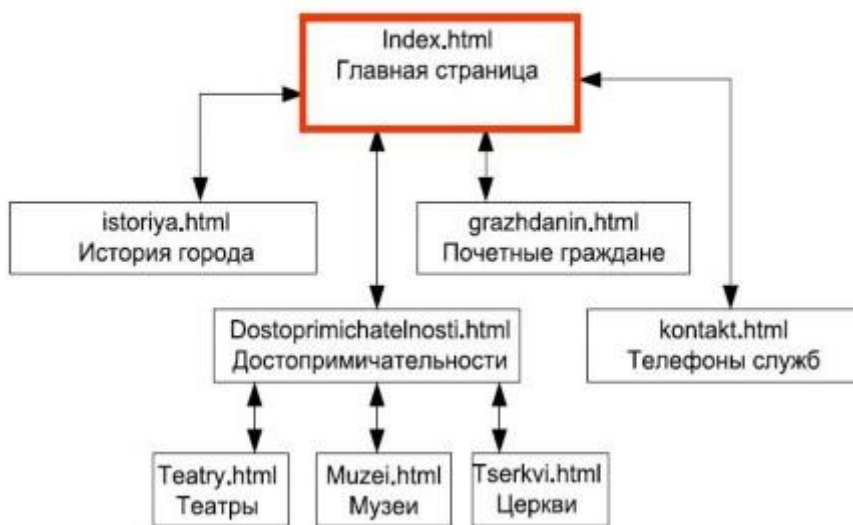 Index.html
Главная страница
istoriya.html
История города
grazhdanin.html
Почетные граждане
Dostoprimichatelnosti.html
Достопримичательности
kontakt.html
Телефоны служб
Teatry.html
Театры
Muzei.html
Музеи
Tserkvi.html
Церкви